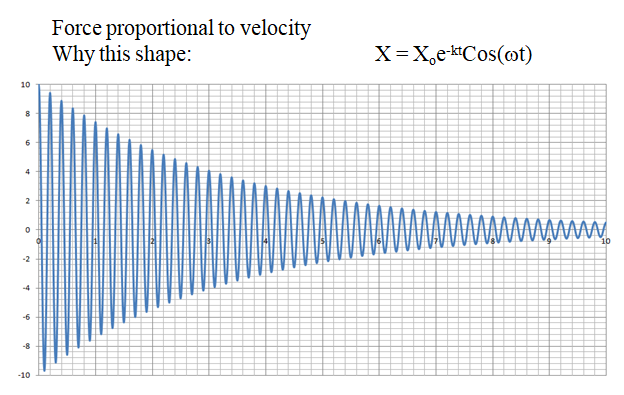 Force proportional to velocity
Why this shape:
X = Xₒe⁻ᵏᵗCos(ωt)
10
8
6
4
2
0
-2
-4
-6
-8
-10
0 1 2 3 4 5 6 7 8 9 10